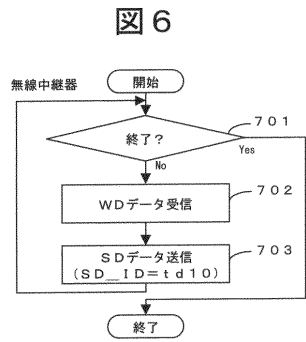 図６
無線中継器
開始
７０１
終了？
Yes
No
７０２
ＷＤデータ受信
７０３
ＳＤデータ送信
（ＳＤ＿ＩＤ＝ｔｄ１０）
終了